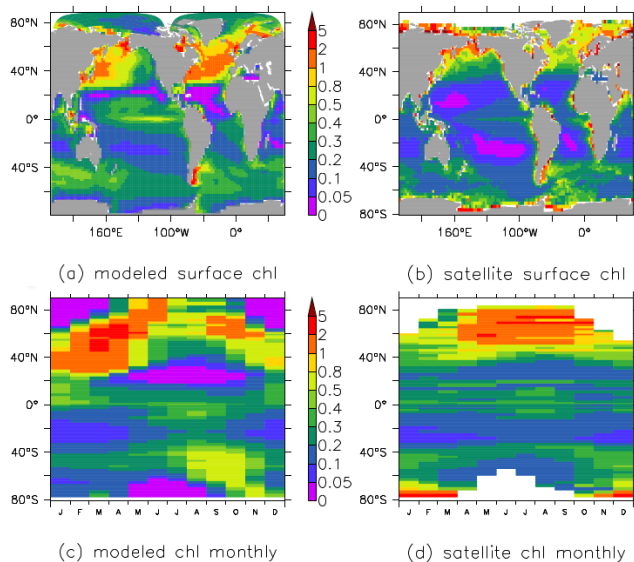 80°N
40°N
0°
40°S
160°E 100°W 0°
(a) modeled surface chl
5
2
1
0.8
0.5
0.4
0.3
0.2
0.1
0.05
0
80°N
40°N
0°
40°S
80°S
160°E 100°W 0°
(b) satellite surface chl
80°N
40°N
0°
40°S
80°S
J F M A M J J A S O N D
(c) modeled chl monthly
5
2
1
0.8
0.5
0.4
0.3
0.2
0.1
0.05
0
80°N
40°N
0°
40°S
80°S
J F M A M J J A S O N D
(d) satellite chl monthly